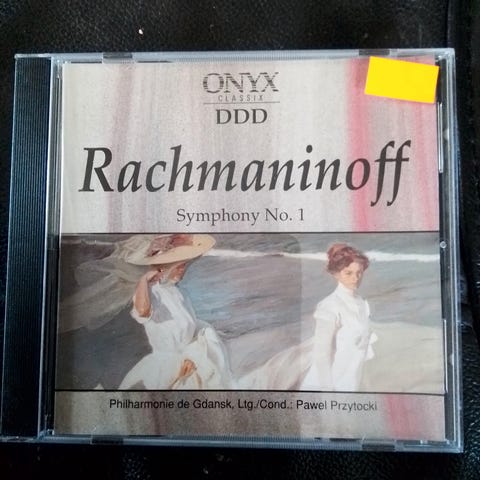 ONYX
CLASSIX
DDD
Rachmaninoff
Symphony No. 1
Philharmonie de Gdansk, Ltg./Cond.: Pawel Przytocki